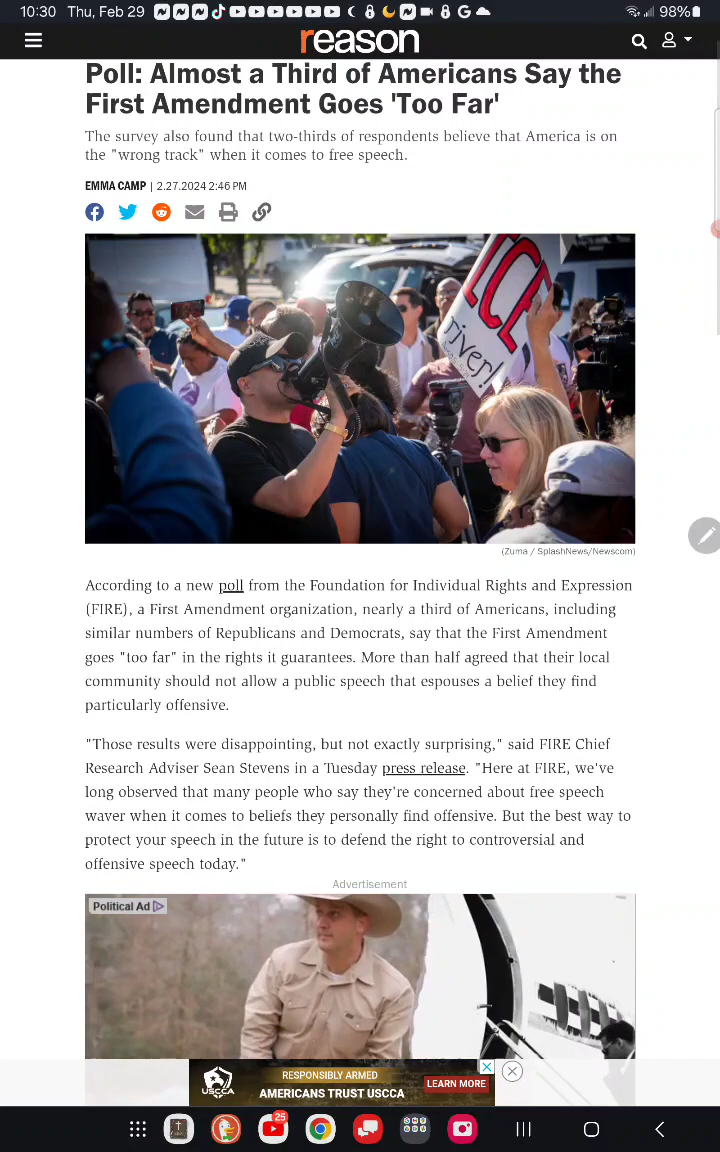 10:30 Thu, Feb 29
98%
reason
Poll: Almost a Third of Americans Say the
First Amendment Goes 'Too Far'
The survey also found that two-thirds of respondents believe that America is on
the "wrong track" when it comes to free speech.
EMMA CAMP | 2.27.2024 2:46 PM
ICE
river!
(Zuma / SplashNews/Newscom)
According to a new poll from the Foundation for Individual Rights and Expression
(FIRE), a First Amendment organization, nearly a third of Americans, including
similar numbers of Republicans and Democrats, say that the First Amendment
goes "too far" in the rights it guarantees. More than half agreed that their local
community should not allow a public speech that espouses a belief they find
particularly offensive.
"Those results were disappointing, but not exactly surprising," said FIRE Chief
Research Adviser Sean Stevens in a Tuesday press release. "Here at FIRE, we've
long observed that many people who say they're concerned about free speech
waver when it comes to beliefs they personally find offensive. But the best way to
protect your speech in the future is to defend the right to controversial and
offensive speech today."
Advertisement
Political Ad
USCCA
RESPONSIBLY ARMED
AMERICANS TRUST USCCA
LEARN MORE
25